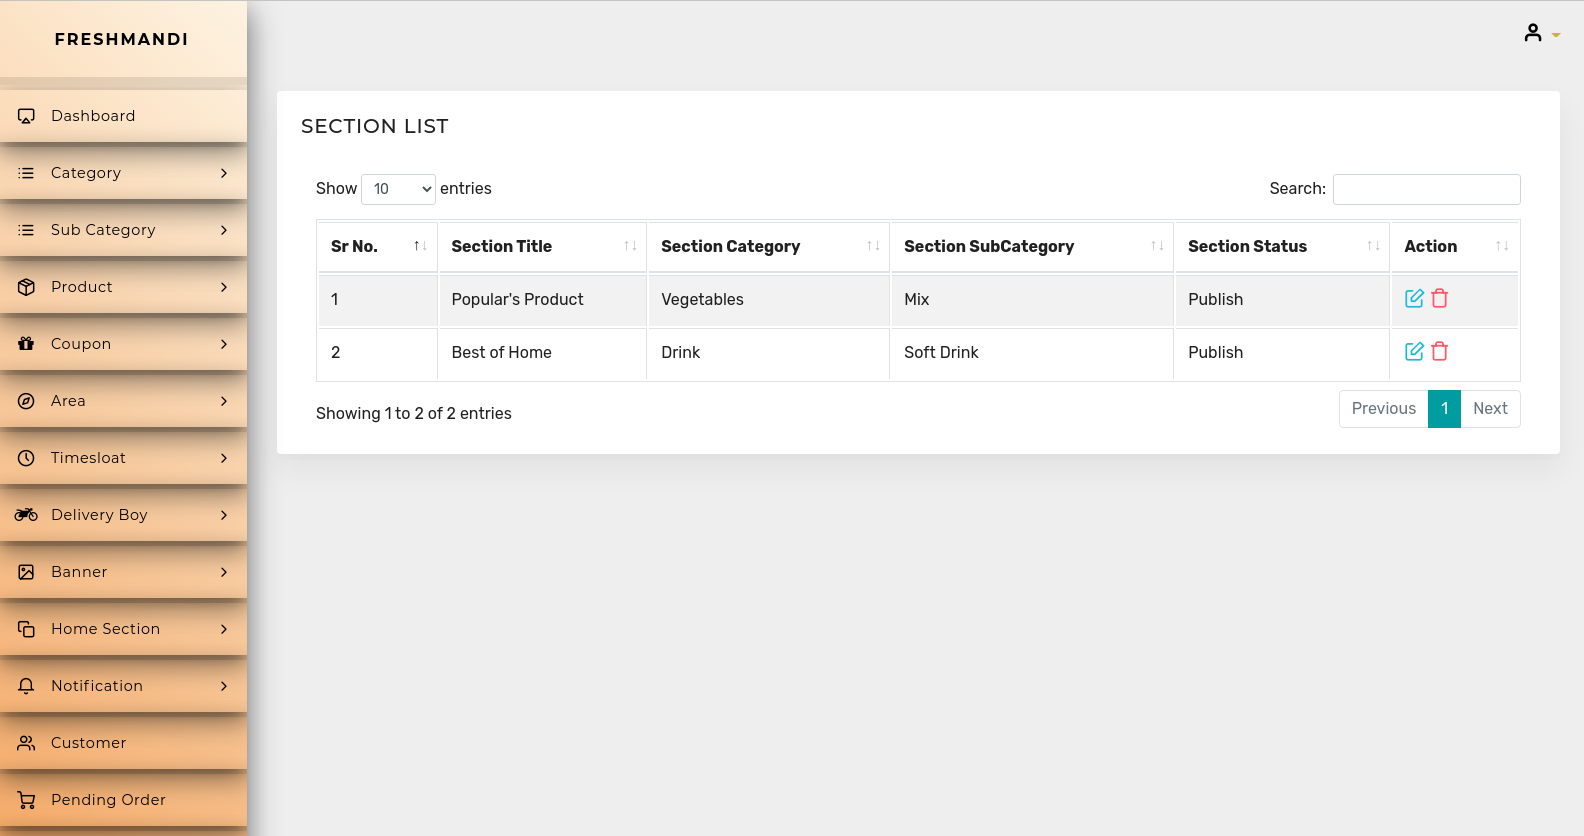 FRESHMANDI
Dashboard
Category
Sub Category
Product
Coupon
Area
Timesloat
Delivery Boy
Banner
Home Section
Notification
Customer
Pending Order
SECTION LIST
Show 10 entries Search:
Sr No. Section Title Section Category Section SubCategory Section Status Action
1 Popular's Product Vegetables Mix Publish
2 Best of Home Drink Soft Drink Publish
Showing 1 to 2 of 2 entries Previous 1 Next